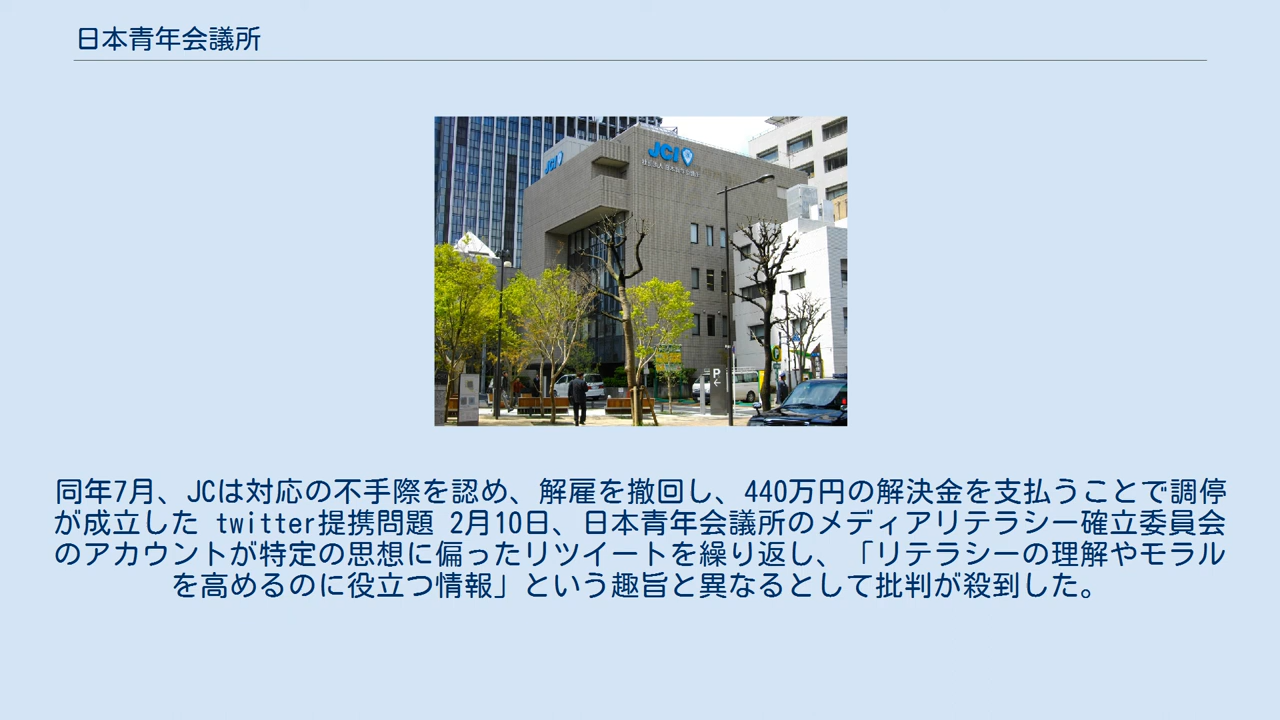 日本青年会議所
JCI
JCI
P
同年7月、JCは対応の不手際を認め、解雇を撤回し、440万円の解決金を支払うことで調停
が成立した twitter提携問題 2月10日、日本青年会議所のメディアリテラシー確立委員会
のアカウントが特定の思想に偏ったリツイートを繰り返し、「リテラシーの理解やモラル
を高めるのに役立つ情報」という趣旨と異なるとして批判が殺到した。